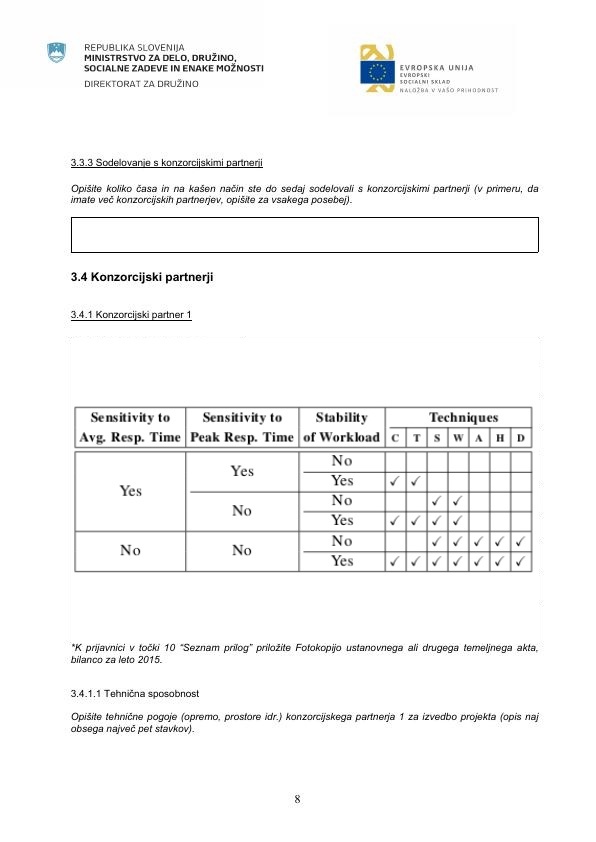 REPUBLIKA SLOVENIJA
MINISTRSTVO ZA DELO, DRUŽINO,
SOCIALNE ZADEVE IN ENAKE MOŽNOSTI
DIREKTORAT ZA DRUŽINO
EVROPSKA UNIJA
EVROPSKI
SOCIALNI SKLAD
NALOŽBA V VAŠO PRIHODNOST
3.3.3 Sodelovanje s konzorcijskimi partnerji
Opišite koliko časa in na kašen način ste do sedaj sodelovali s konzorcijskimi partnerji (v primeru, da
imate več konzorcijskih partnerjev, opišite za vsakega posebej).
3.4 Konzorcijski partnerji
3.4.1 Konzorcijski partner 1
Sensitivity to Sensitivity to Stability Techniques
Avg. Resp. Time Peak Resp. Time of Workload C T S W A H D
Yes Yes No
Yes ✓ ✓
No No ✓ ✓
Yes ✓ ✓ ✓ ✓
No No No ✓ ✓ ✓ ✓ ✓
Yes ✓ ✓ ✓ ✓ ✓ ✓ ✓
*K prijavnici v točki 10 “Seznam prilog” priložite Fotokopijo ustanovnega ali drugega temeljnega akta,
bilanco za leto 2015.
3.4.1.1 Tehnična sposobnost
Opišite tehnične pogoje (opremo, prostore idr.) konzorcijskega partnerja 1 za izvedbo projekta (opis naj
obsega največ pet stavkov).
8